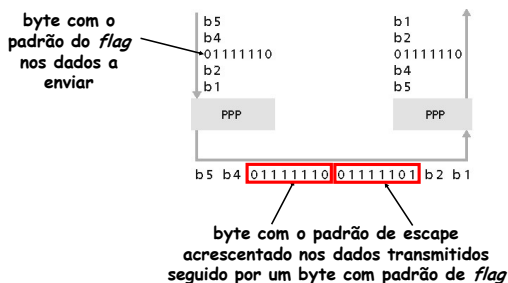 byte com o
padrão do flag
nos dados a
enviar
b5
b4
01111110
b2
b1
PPP
b1
b2
01111110
b4
b5
PPP
b5 b4 01111110 01111101 b2 b1
byte com o padrão de escape
acrescentado nos dados transmitidos
seguido por um byte com padrão de flag